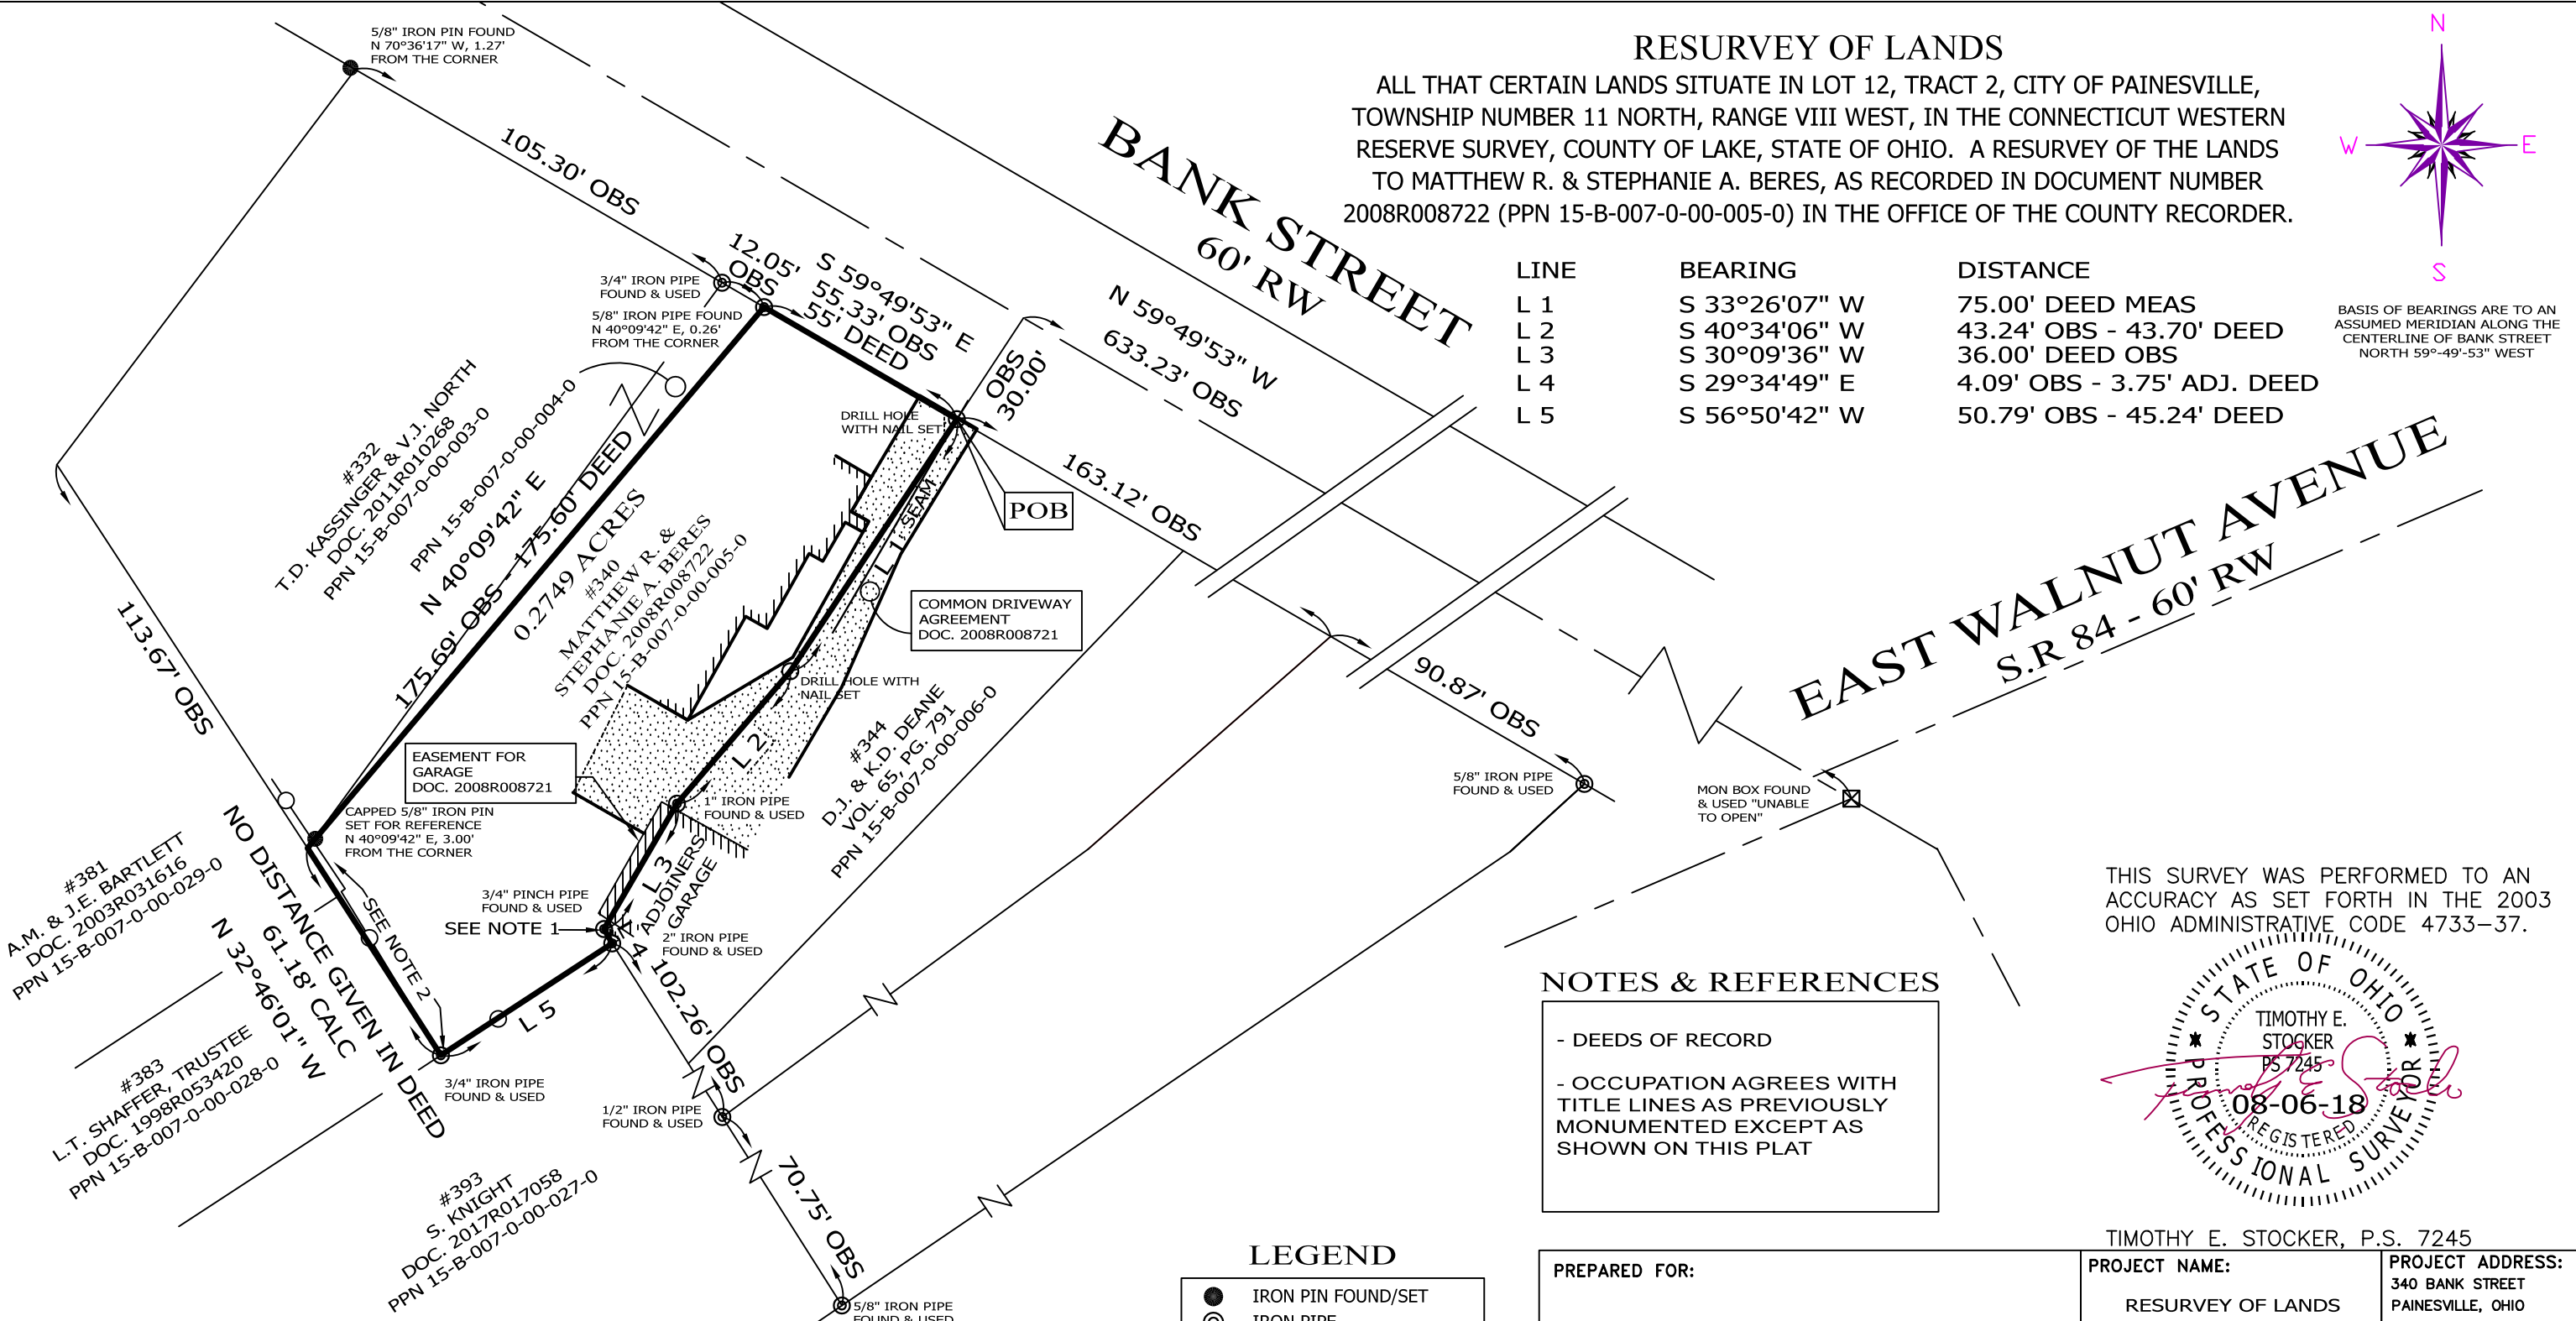 5/8" IRON PIN FOUND
N 70°36'17" W, 1.27'
FROM THE CORNER
105.30' OBS
12.05'
OBS
S 59°49'53" E
55.33' OBS
55' DEED
3/4" IRON PIPE
FOUND & USED
5/8" IRON PIPE FOUND
N 40°09'42" E, 0.26'
FROM THE CORNER
BANK STREET
60' RW
N 59°49'53" W
633.23' OBS
OBS
30.00'
RESURVEY OF LANDS
ALL THAT CERTAIN LANDS SITUATE IN LOT 12, TRACT 2, CITY OF PAINESVILLE,
TOWNSHIP NUMBER 11 NORTH, RANGE VIII WEST, IN THE CONNECTICUT WESTERN
RESERVE SURVEY, COUNTY OF LAKE, STATE OF OHIO. A RESURVEY OF THE LANDS
TO MATTHEW R. & STEPHANIE A. BERES, AS RECORDED IN DOCUMENT NUMBER
2008R008722 (PPN 15-B-007-0-00-005-0) IN THE OFFICE OF THE COUNTY RECORDER.
N
W E
S
BASIS OF BEARINGS ARE TO AN
ASSUMED MERIDIAN ALONG THE
CENTERLINE OF BANK STREET
NORTH 59°-49'-53" WEST
LINE BEARING DISTANCE
L 1 S 33°26'07" W 75.00' DEED MEAS
L 2 S 40°34'06" W 43.24' OBS - 43.70' DEED
L 3 S 30°09'36" W 36.00' DEED OBS
L 4 S 29°34'49" E 4.09' OBS - 3.75' ADJ. DEED
L 5 S 56°50'42" W 50.79' OBS - 45.24' DEED
#332
T.D. KASSINGER & V.J. NORTH
DOC. 2011R010268
PPN 15-B-007-0-00-003-0
PPN 15-B-007-0-00-004-0
N 40°09'42" E
175.69' OBS - 175.60' DEED
0.2749 ACRES
#340
MATTHEW R. &
STEPHANIE A. BERES
DOC. 2008R008722
PPN 15-B-007-0-00-005-0
DRILL HOLE
WITH NAIL SET
L 1 SEAM
POB
163.12' OBS
COMMON DRIVEWAY
AGREEMENT
DOC. 2008R008721
DRILL HOLE WITH
NAIL SET
L 2
#344
D.J. & K.D. DEANE
VOL. 65, PG. 791
PPN 15-B-007-0-00-006-0
90.87' OBS
EAST WALNUT AVENUE
S.R 84 - 60' RW
5/8" IRON PIPE
FOUND & USED
MON BOX FOUND
& USED "UNABLE
TO OPEN"
113.67' OBS
EASEMENT FOR
GARAGE
DOC. 2008R008721
CAPPED 5/8" IRON PIN
SET FOR REFERENCE
N 40°09'42" E, 3.00'
FROM THE CORNER
1" IRON PIPE
FOUND & USED
L 3
ADJOINERS
GARAGE
3/4" PINCH PIPE
FOUND & USED
SEE NOTE 1
L 4
2" IRON PIPE
FOUND & USED
#381
A.M. & J.E. BARTLETT
DOC. 2003R031616
PPN 15-B-007-0-00-029-0
NO DISTANCE GIVEN IN DEED
61.18' CALC
N 32°46'01" W
SEE NOTE 2
L 5
102.26' OBS
3/4" IRON PIPE
FOUND & USED
#383
L.T. SHAFFER, TRUSTEE
DOC. 1998R053420
PPN 15-B-007-0-00-028-0
1/2" IRON PIPE
FOUND & USED
70.75' OBS
#393
S. KNIGHT
DOC. 2017R017058
PPN 15-B-007-0-00-027-0
5/8" IRON PIPE
FOUND & USED
NOTES & REFERENCES
- DEEDS OF RECORD
- OCCUPATION AGREES WITH
TITLE LINES AS PREVIOUSLY
MONUMENTED EXCEPT AS
SHOWN ON THIS PLAT
THIS SURVEY WAS PERFORMED TO AN
ACCURACY AS SET FORTH IN THE 2003
OHIO ADMINISTRATIVE CODE 4733-37.
STATE OF OHIO
TIMOTHY E.
STOCKER
PS 7245
Timothy E Stocker
08-06-18
REGISTERED
PROFESSIONAL SURVEYOR
TIMOTHY E. STOCKER, P.S. 7245
LEGEND
IRON PIN FOUND/SET
IRON PIPE
PREPARED FOR:
PROJECT NAME:
RESURVEY OF LANDS
PROJECT ADDRESS:
340 BANK STREET
PAINESVILLE, OHIO